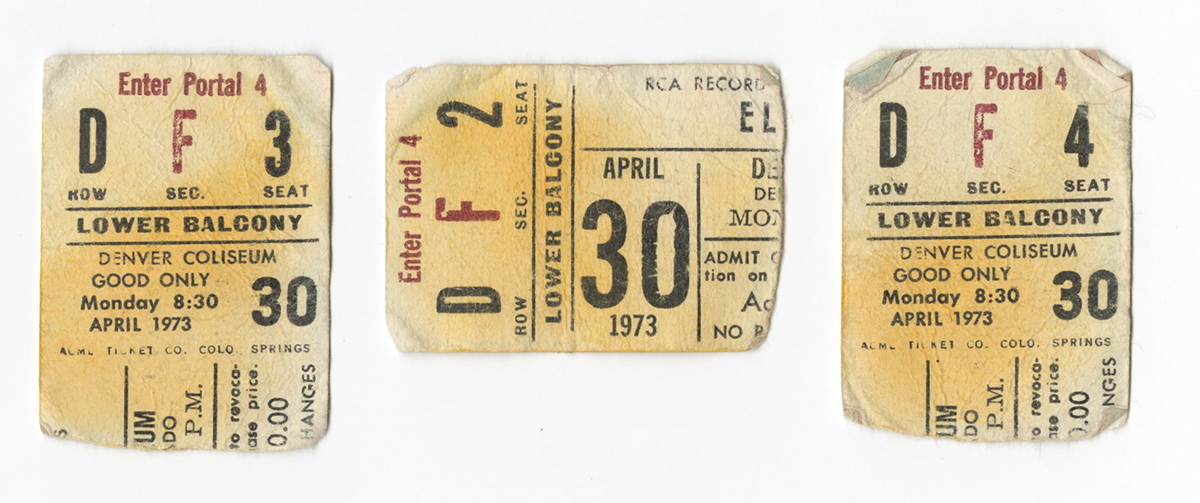 Enter Portal 4
D F 3
ROW SEC. SEAT
LOWER BALCONY
DENVER COLISEUM
GOOD ONLY
Monday 8:30
APRIL 1973
30
ACME TICKET CO. COLO. SPRINGS
UM
DO
P.M.
to revoca-
ase price.
0.00
HANGES
S
Enter Portal 4
D F 2
ROW SEC. SEAT
LOWER BALCONY
APRIL
30
1973
RCA RECORD
EL
DE
DE
MON
ADMIT
tion on
Ac
NO
Enter Portal 4
D F 4
ROW SEC. SEAT
LOWER BALCONY
DENVER COLISEUM
GOOD ONLY
Monday 8:30
APRIL 1973
30
ACME TICKET CO. COLO. SPRINGS
UM
DO
P.M.
to revoca-
ase price.
0.00
NGES